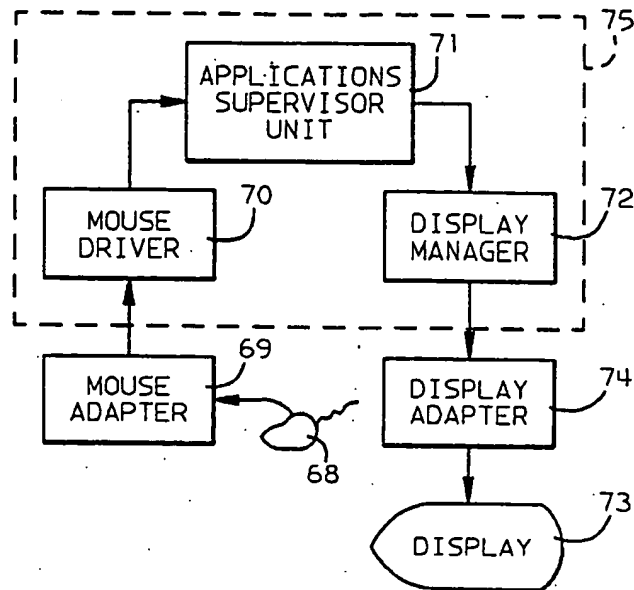 75
71
APPLICATIONS
SUPERVISOR
UNIT
70
MOUSE
DRIVER
72
DISPLAY
MANAGER
69
MOUSE
ADAPTER
68
74
DISPLAY
ADAPTER
73
DISPLAY